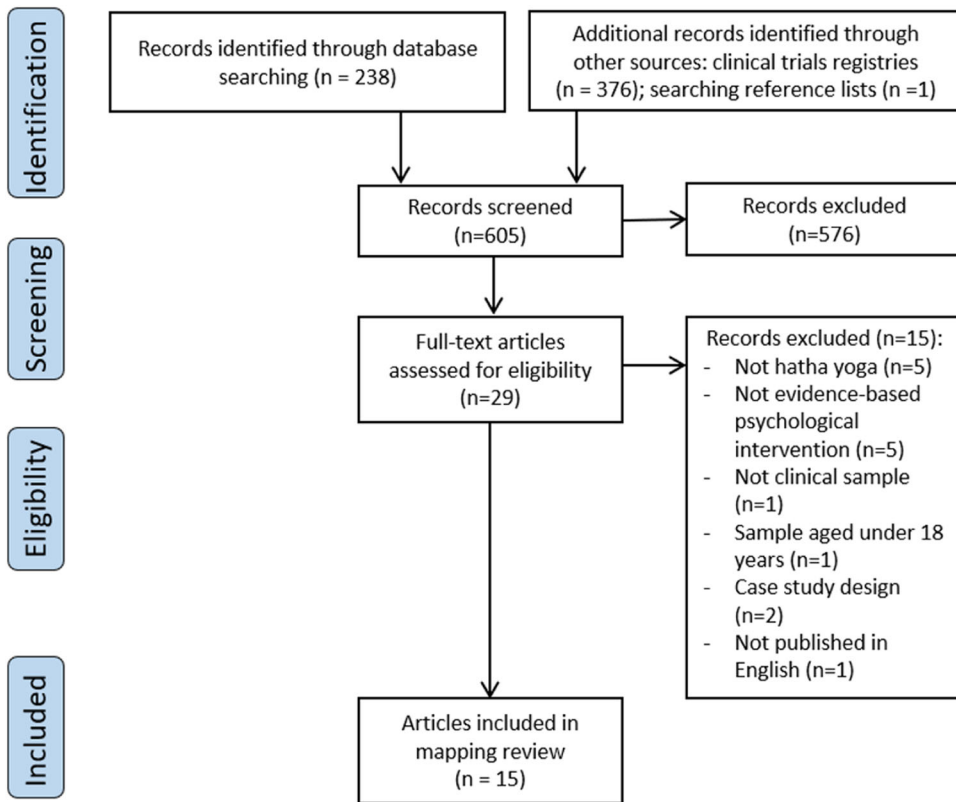 Identification
Records identified through database
searching (n = 238)
Additional records identified through
other sources: clinical trials registries
(n = 376); searching reference lists (n =1)
Records screened
(n=605)
Records excluded
(n=576)
Screening
Full-text articles
assessed for eligibility
(n=29)
Records excluded (n=15):
- Not hatha yoga (n=5)
- Not evidence-based
psychological
intervention (n=5)
- Not clinical sample
(n=1)
- Sample aged under 18
years (n=1)
- Case study design
(n=2)
- Not published in
English (n=1)
Eligibility
Included
Articles included in
mapping review
(n = 15)